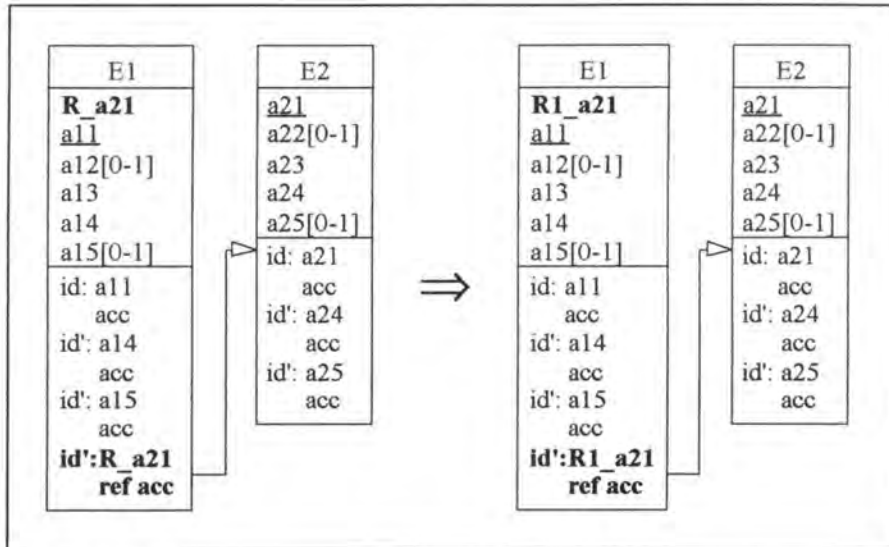 E1
R_a21
a11
a12[0-1]
a13
a14
a15[0-1]
id: a11
acc
id': a14
acc
id': a15
acc
id':R_a21
ref acc
E2
a21
a22[0-1]
a23
a24
a25[0-1]
id: a21
acc
id': a24
acc
id': a25
acc
⇒
E1
R1_a21
a11
a12[0-1]
a13
a14
a15[0-1]
id: a11
acc
id': a14
acc
id': a15
acc
id':R1_a21
ref acc
E2
a21
a22[0-1]
a23
a24
a25[0-1]
id: a21
acc
id': a24
acc
id': a25
acc